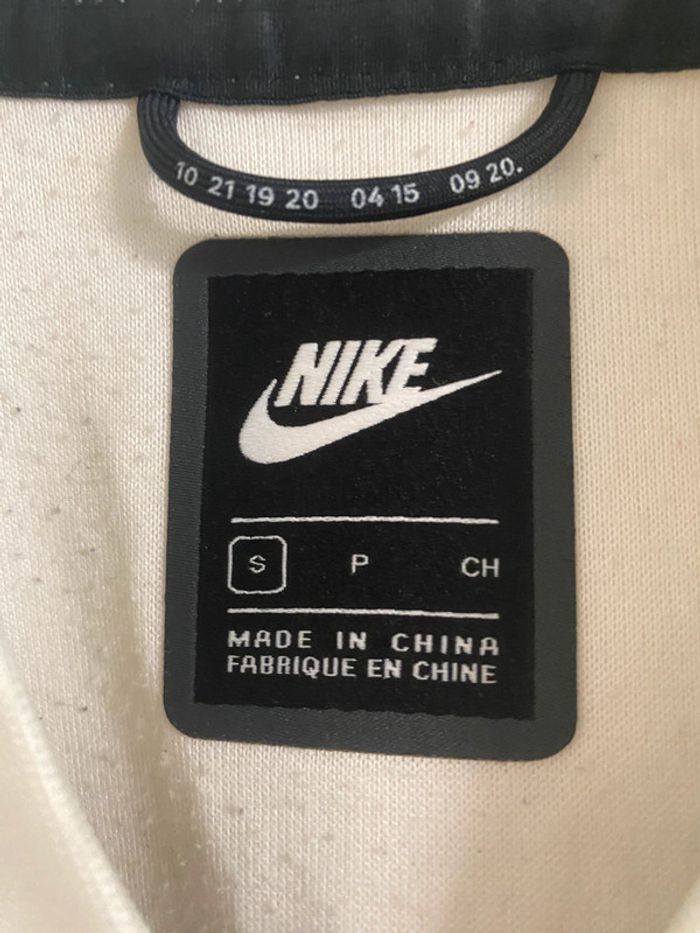 10 21 19 20 04 15 09 20.
NIKE
S P CH
MADE IN CHINA
FABRIQUE EN CHINE